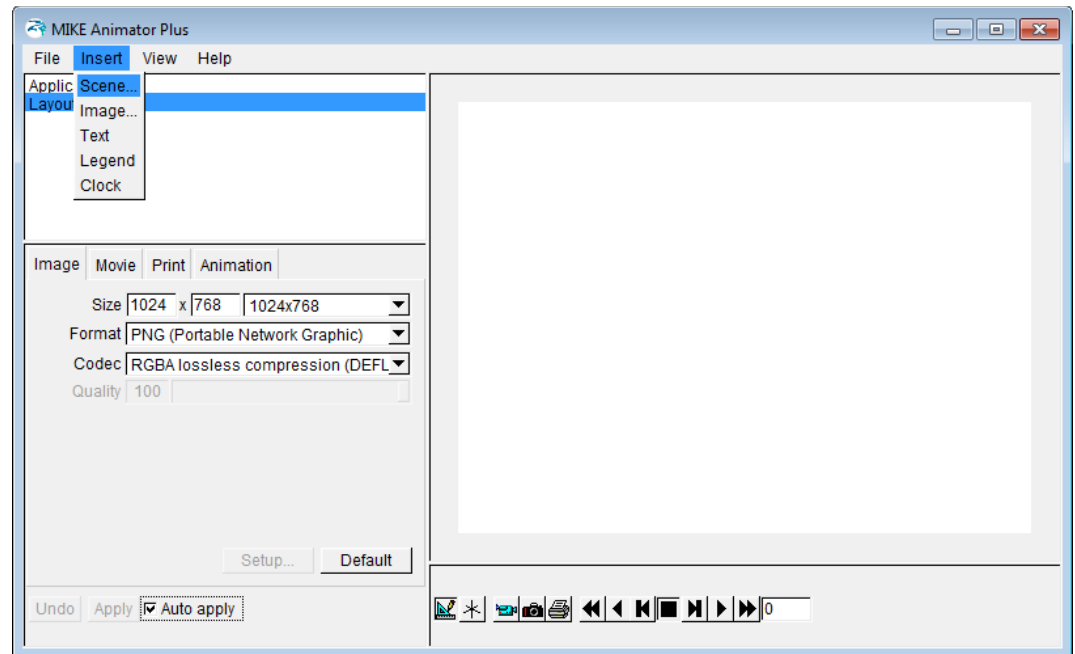 MIKE Animator Plus
File Insert View Help
Applic
Layou
Scene...
Image...
Text
Legend
Clock
Image Movie Print Animation
Size 1024 x 768 1024x768
Format PNG (Portable Network Graphic)
Codec RGBA lossless compression (DEFL
Quality 100
Setup... Default
Undo Apply Auto apply
0